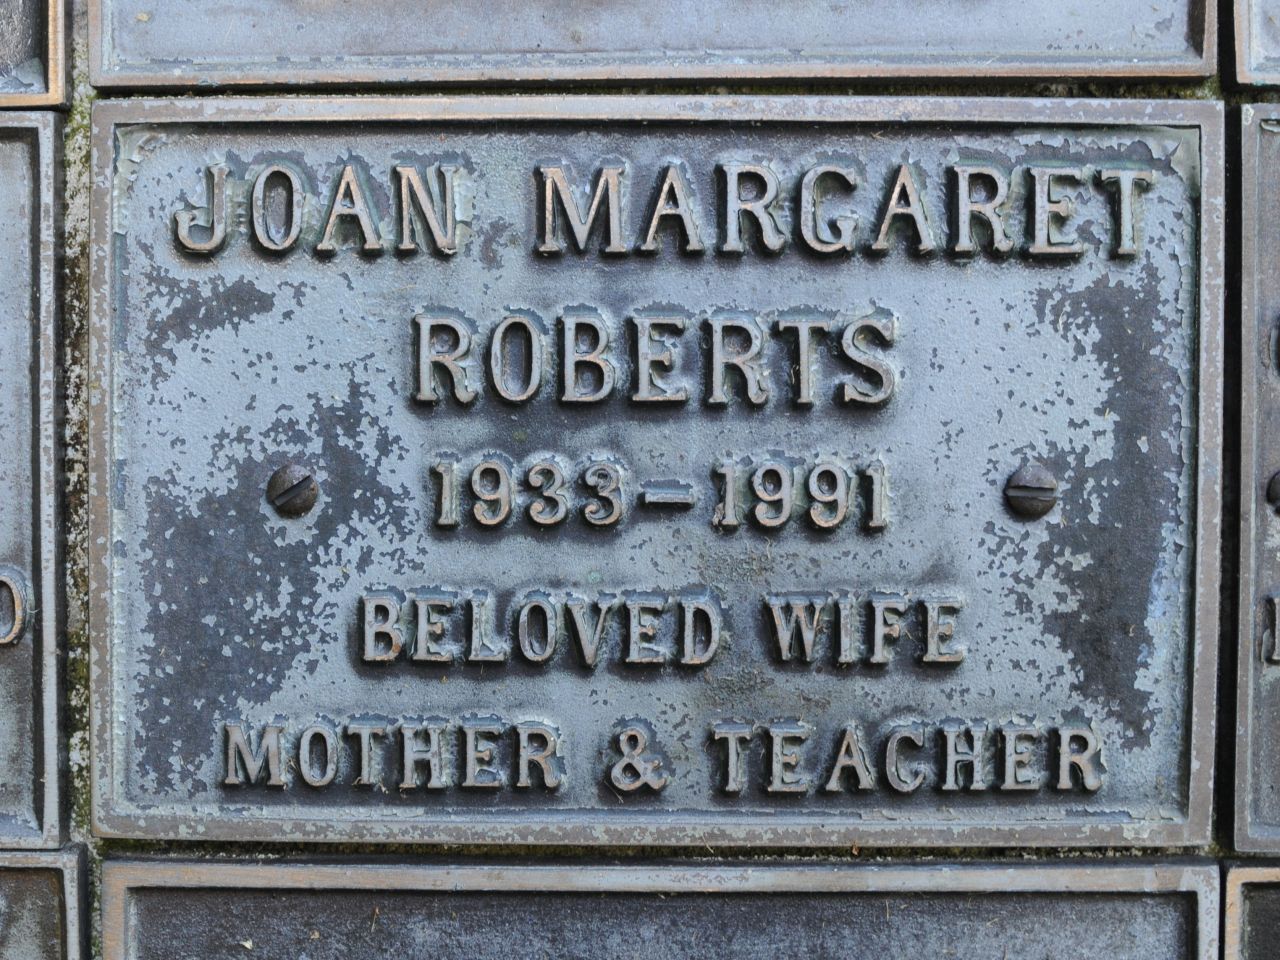 JOAN MARGARET
ROBERTS
1933–1991
BELOVED WIFE
MOTHER & TEACHER